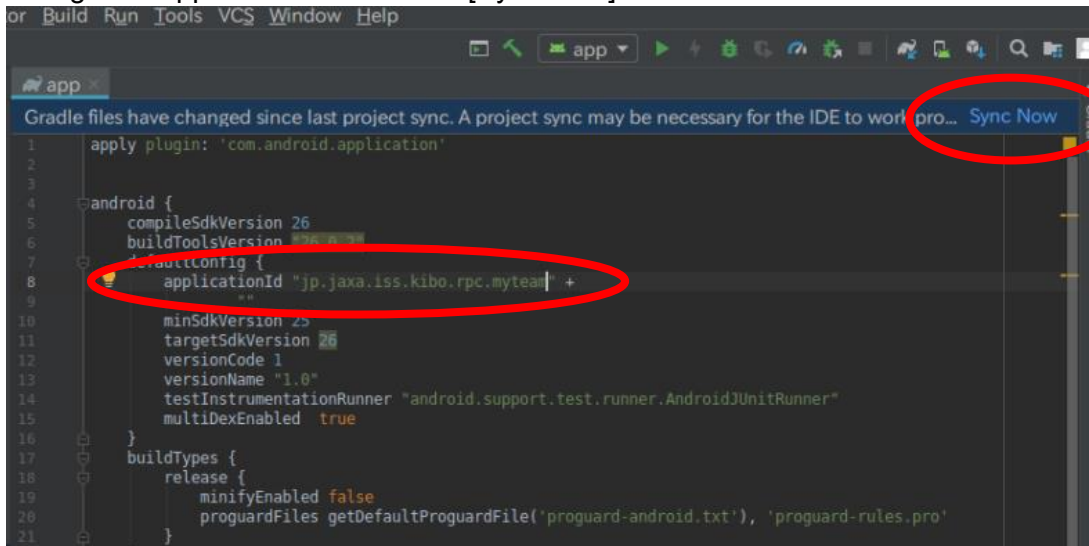 or Build Run Tools VCS Window Help
app
app
Gradle files have changed since last project sync. A project sync may be necessary for the IDE to work pro... Sync Now
1 apply plugin: 'com.android.application'
2
3
4 android {
5 compileSdkVersion 26
6 buildToolsVersion "26.0.2"
7 defaultConfig {
8 applicationId "jp.jaxa.iss.kibo.rpc.myteam" +
9 ""
10 minSdkVersion 25
11 targetSdkVersion 26
12 versionCode 1
13 versionName "1.0"
14 testInstrumentationRunner "android.support.test.runner.AndroidJUnitRunner"
15 multiDexEnabled true
16 }
17 buildTypes {
18 release {
19 minifyEnabled false
20 proguardFiles getDefaultProguardFile('proguard-android.txt'), 'proguard-rules.pro'
21 }